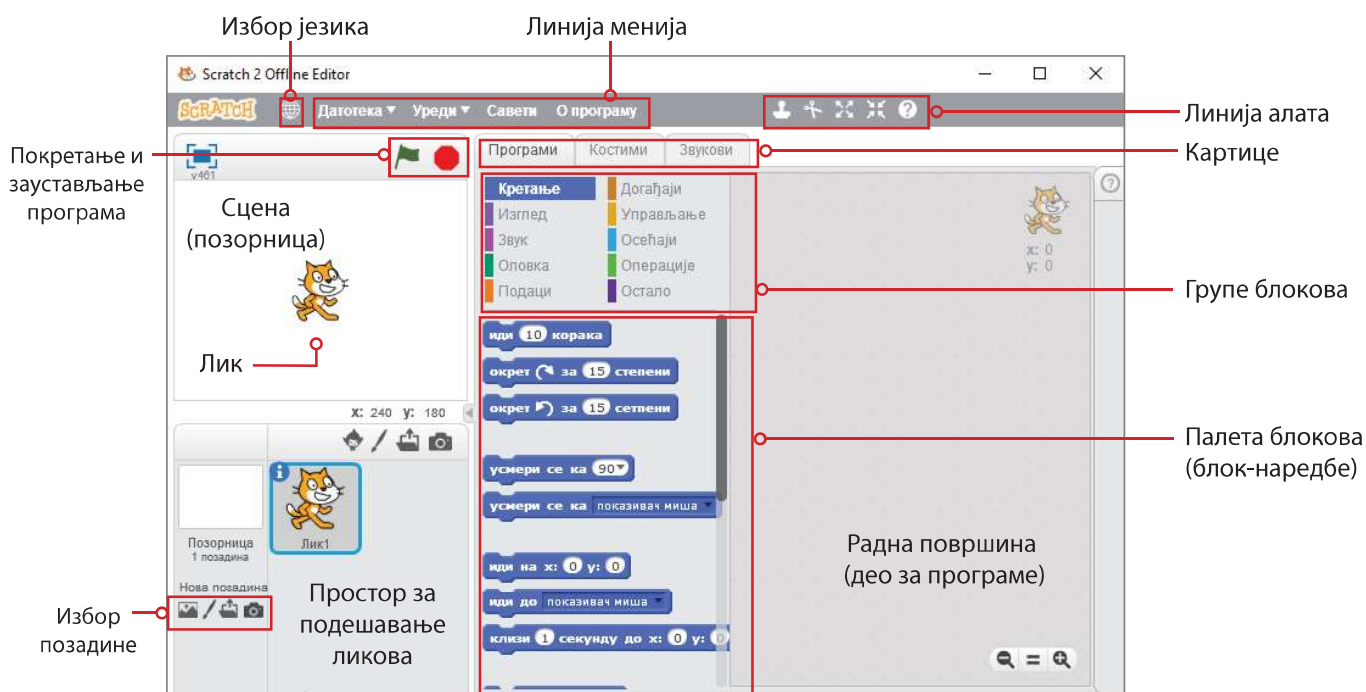 Избор језика
Линија менија
Scratch 2 Offline Editor
SCRATCH
Датотека Уреди Савети О програму
Линија алата
Покретање и
заустављање
програма
v461
Програми Костими Звукови
Картице
Сцена
(позорница)
Кретање Догађаји
Изглед Управљање
Звук Осећаји
Оловка Операције
Подаци Остало
x: 0
y: 0
Групе блокова
Лик
иди 10 корака
окрет за 15 степени
окрет за 15 сетпени
x: 240 y: 180
усмери се ка 90
усмери се ка показивач миша
Палета блокова
(блок-наредбе)
Позорница
1 позадина
Лик1
Нова позадина
иди на x: 0 y: 0
иди до показивач миша
клизи 1 секунду до x: 0 y: 0
Радна површина
(део за програме)
Избор
позадине
Простор за
подешавање
ликова